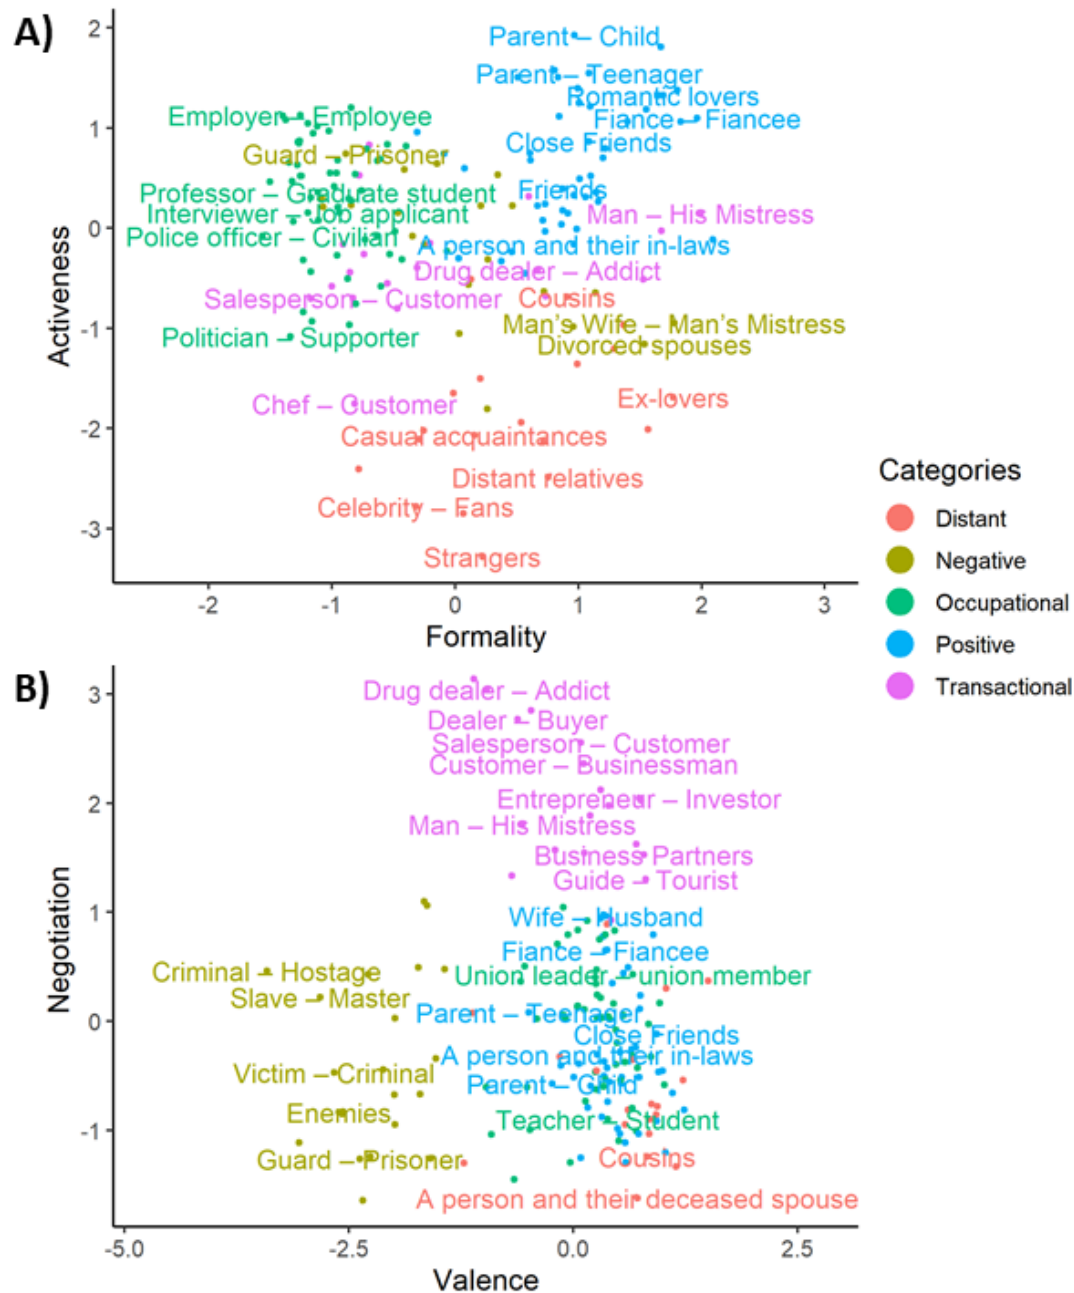 A)
2
1
0
-1
-2
-3
Activeness
Parent – Child
Parent – Teenager
Romantic lovers
Employer – Employee
Fiance – Fiancee
Close Friends
Guard – Prisoner
Professor – Graduate student
Friends
Interviewer – Job applicant
Man – His Mistress
Police officer – Civilian
A person and their in-laws
Drug dealer – Addict
Salesperson – Customer
Cousins
Man's Wife – Man's Mistress
Politician – Supporter
Divorced spouses
Ex-lovers
Chef – Customer
Casual acquaintances
Distant relatives
Celebrity – Fans
Strangers
-2
-1
0
1
2
3
Formality
Categories
Distant
Negative
Occupational
Positive
Transactional
B)
3
2
1
0
-1
Negotiation
Drug dealer – Addict
Dealer – Buyer
Salesperson – Customer
Customer – Businessman
Entrepreneur – Investor
Man – His Mistress
Business Partners
Guide – Tourist
Wife – Husband
Fiance – Fiancee
Criminal – Hostage
Union leader – union member
Slave – Master
Parent – Teenager
Close Friends
A person and their in-laws
Victim – Criminal
Parent – Child
Enemies
Teacher – Student
Guard – Prisoner
Cousins
A person and their deceased spouse
-5.0
-2.5
0.0
2.5
Valence